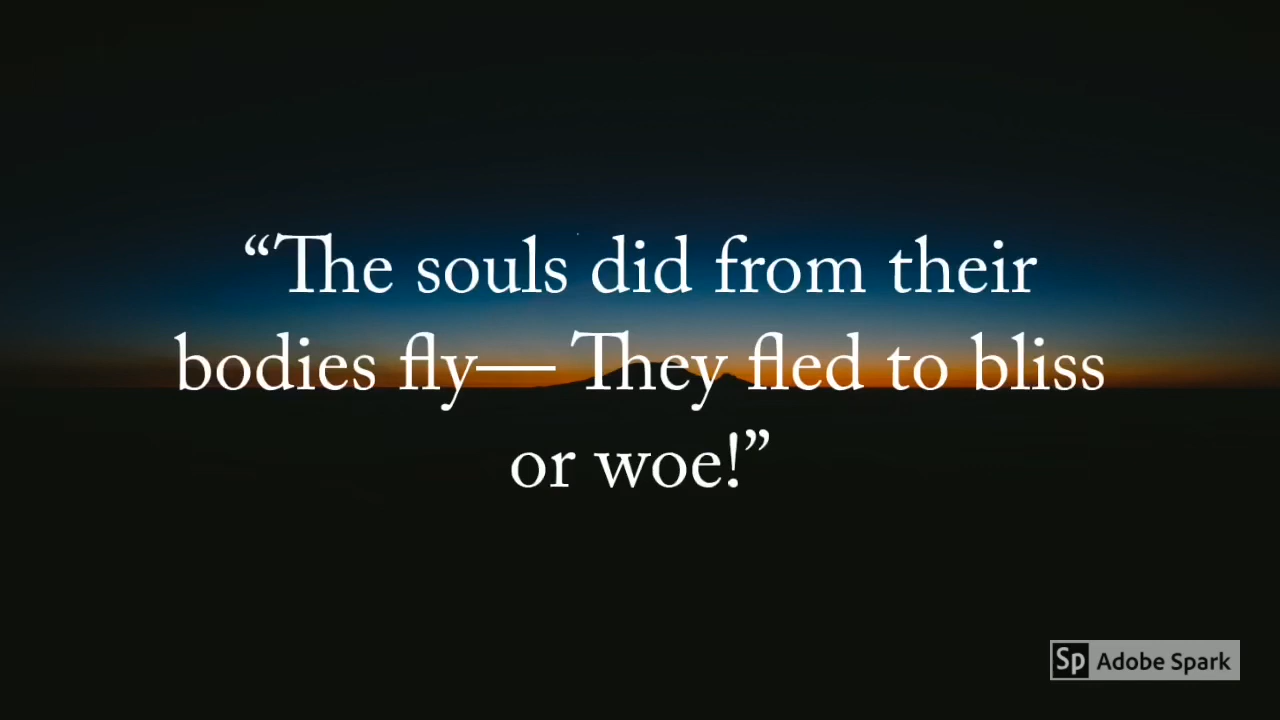 “The souls did from their
bodies fly— They fled to bliss
or woe!”
Sp Adobe Spark